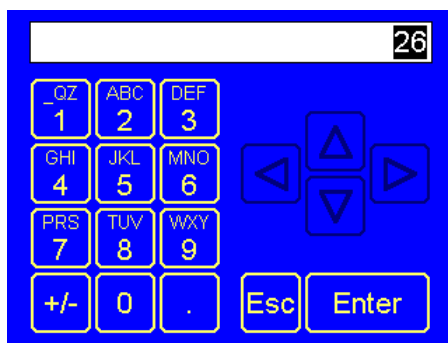 26
_QZ ABC DEF
1 2 3
GHI JKL MNO
4 5 6
PRS TUV WXY
7 8 9
+/- 0 . Esc Enter